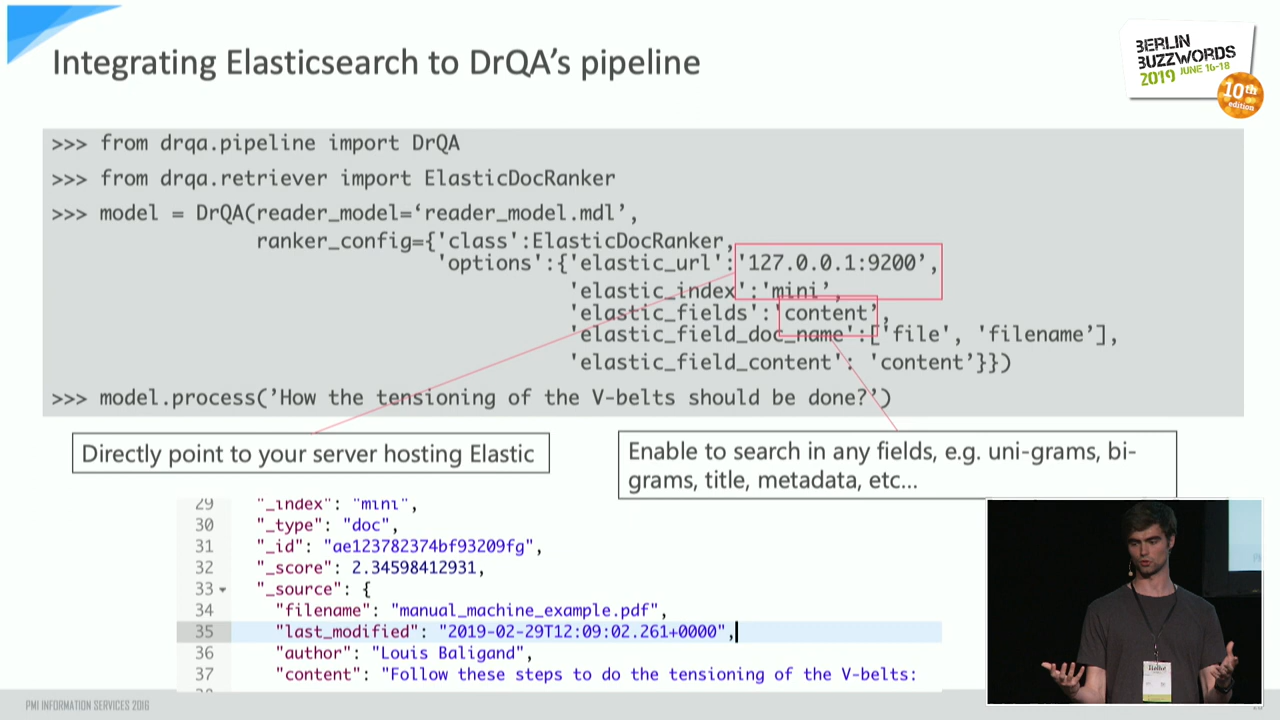 Integrating Elasticsearch to DrQA's pipeline
BERLIN
BUZZWORDS
2019 JUNE 16-18
10th
edition
>>> from drqa.pipeline import DrQA
>>> from drqa.retriever import ElasticDocRanker
>>> model = DrQA(reader_model=‘reader_model.mdl’,
ranker_config={'class':ElasticDocRanker,
'options':{'elastic_url':'127.0.0.1:9200’,
'elastic_index':'mini’,
'elastic_fields':'content’,
'elastic_field_doc_name':['file', 'filename’],
'elastic_field_content': 'content’}})
>>> model.process(’How the tensioning of the V-belts should be done?’)
Directly point to your server hosting Elastic
Enable to search in any fields, e.g. uni-grams, bi-
grams, title, metadata, etc...
29 "_index": "mini",
30 "_type": "doc",
31 "_id": "ae123782374bf93209fg",
32 "_score": 2.34598412931,
33 "_source": {
34 "filename": "manual_machine_example.pdf",
35 "last_modified": "2019-02-29T12:09:02.261+0000",
36 "author": "Louis Baligand",
37 "content": "Follow these steps to do the tensioning of the V-belts:
PMI INFORMATION SERVICES 2016